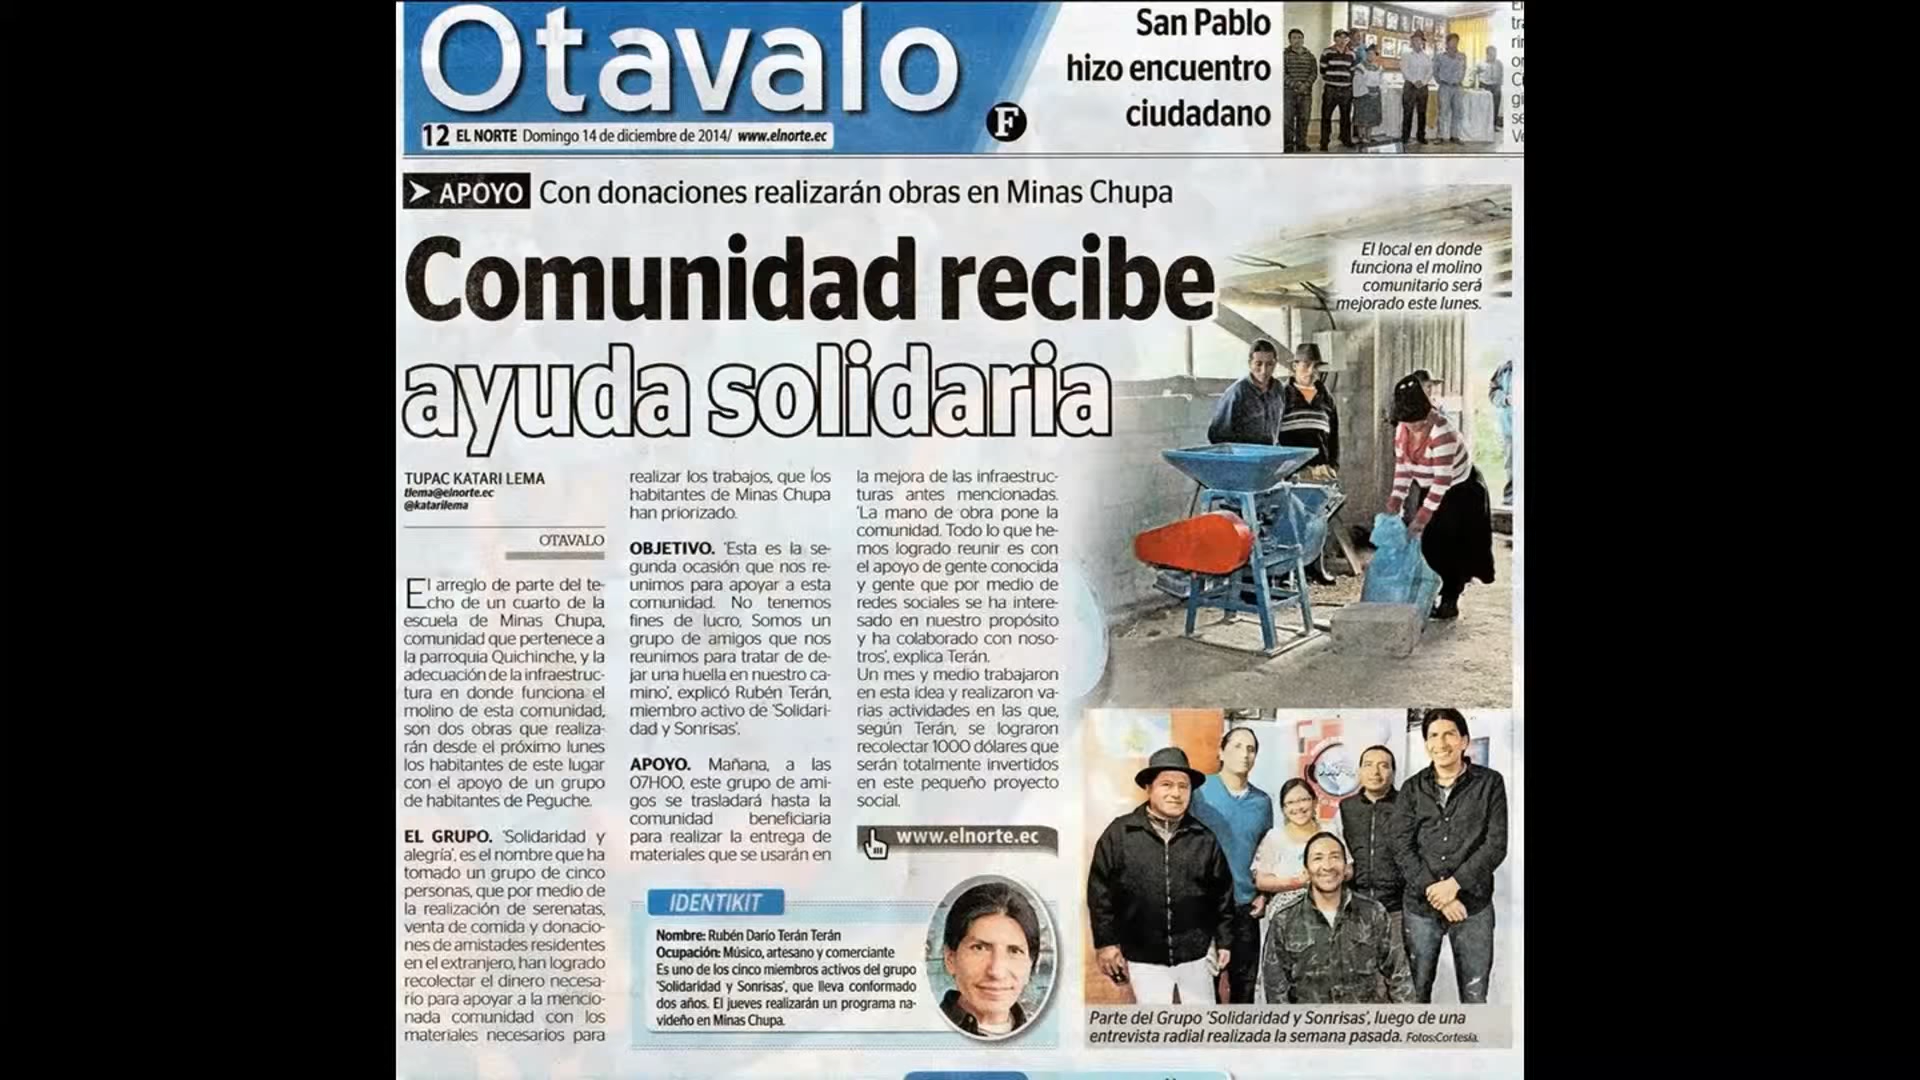 Otavalo
12 EL NORTE Domingo 14 de diciembre de 2014/ www.elnorte.ec
F
San Pablo
hizo encuentro
ciudadano
APOYO Con donaciones realizarán obras en Minas Chupa
Comunidad recibe
ayuda solidaria
El local en donde
funciona el molino
comunitario será
mejorado este lunes.
TUPAC KATARI LEMA
tlema@elnorte.ec
@katarilema
OTAVALO
El arreglo de parte del te-
cho de un cuarto de la
escuela de Minas Chupa,
comunidad que pertenece a
la parroquia Quichinche, y la
adecuación de la infraestruc-
tura en donde funciona el
molino de esta comunidad,
son dos obras que realiza-
rán desde el próximo lunes
los habitantes de este lugar
con el apoyo de un grupo
de habitantes de Peguche.
EL GRUPO. 'Solidaridad y
alegría', es el nombre que ha
tomado un grupo de cinco
personas, que por medio de
la realización de serenatas,
venta de comida y donacio-
nes de amistades residentes
en el extranjero, han logrado
recolectar el dinero necesa-
rio para apoyar a la mencio-
nada comunidad con los
materiales necesarios para
realizar los trabajos, que los
habitantes de Minas Chupa
han priorizado.
OBJETIVO. 'Esta es la se-
gunda ocasión que nos re-
unimos para apoyar a esta
comunidad. No tenemos
fines de lucro, Somos un
grupo de amigos que nos
reunimos para tratar de de-
jar una huella en nuestro ca-
mino', explicó Rubén Terán,
miembro activo de 'Solidari-
dad y Sonrisas'.
APOYO. Mañana, a las
07H00, este grupo de ami-
gos se trasladará hasta la
comunidad beneficiaria
para realizar la entrega de
materiales que se usarán en
la mejora de las infraestruc-
turas antes mencionadas.
'La mano de obra pone la
comunidad. Todo lo que he-
mos logrado reunir es con
el apoyo de gente conocida
y gente que por medio de
redes sociales se ha intere-
sado en nuestro propósito
y ha colaborado con noso-
tros', explica Terán.
Un mes y medio trabajaron
en esta idea y realizaron va-
rias actividades en las que,
según Terán, se lograron
recolectar 1000 dólares que
serán totalmente invertidos
en este pequeño proyecto
social.
www.elnorte.ec
IDENTIKIT
Nombre: Rubén Darío Terán Terán
Ocupación: Músico, artesano y comerciante
Es uno de los cinco miembros activos del grupo
'Solidaridad y Sonrisas', que lleva conformado
dos años. El jueves realizarán un programa na-
videño en Minas Chupa.
Parte del Grupo 'Solidaridad y Sonrisas', luego de una
entrevista radial realizada la semana pasada. Fotos:Cortesía.